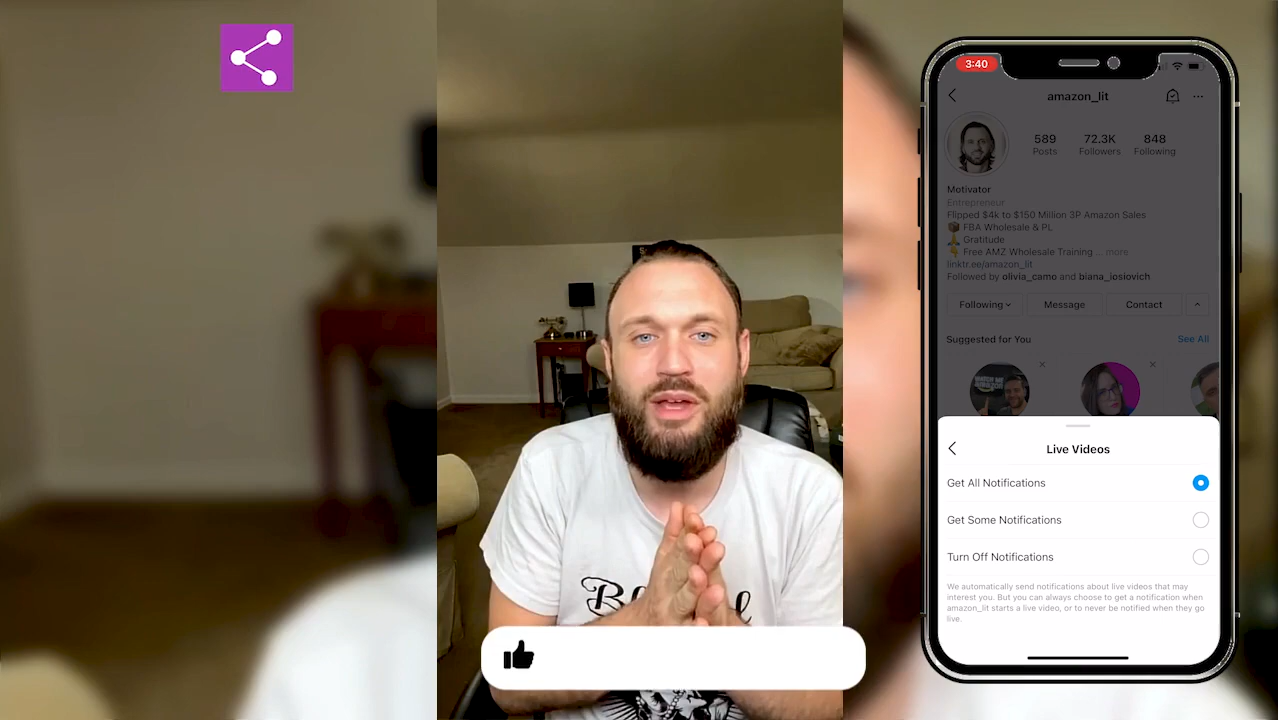 3:40
amazon_lit
589
72.3K
848
Posts
Followers
Following
Motivator
Entrepreneur
Flipped $4k to $150 Million 3P Amazon Sales
FBA Wholesale & PL
Gratitude
Free AMZ Wholesale Training ... more
linktr.ee/amazon_lit
Followed by olivia_camo and biana_iosiovich
Following
Message
Contact
Suggested for You
See All
Live Videos
Get All Notifications
Get Some Notifications
Turn Off Notifications
We automatically send notifications about live videos that may
interest you. But you can always choose to get a notification when
amazon_lit starts a live video, or to never be notified when they go
live.